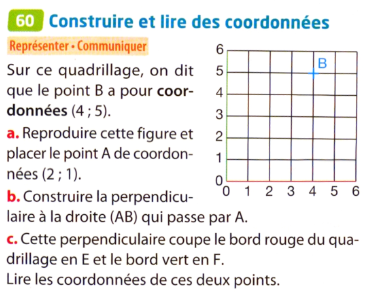 60 Construire et lire des coordonnées
Représenter • Communiquer
Sur ce quadrillage, on dit
que le point B a pour coor-
données (4 ; 5).
a. Reproduire cette figure et
placer le point A de coordon-
nées (2 ; 1).
b. Construire la perpendicu-
laire à la droite (AB) qui passe par A.
c. Cette perpendiculaire coupe le bord rouge du qua-
drillage en E et le bord vert en F.
Lire les coordonnées de ces deux points.
6
5
4
3
2
1
0
B
0 1 2 3 4 5 6